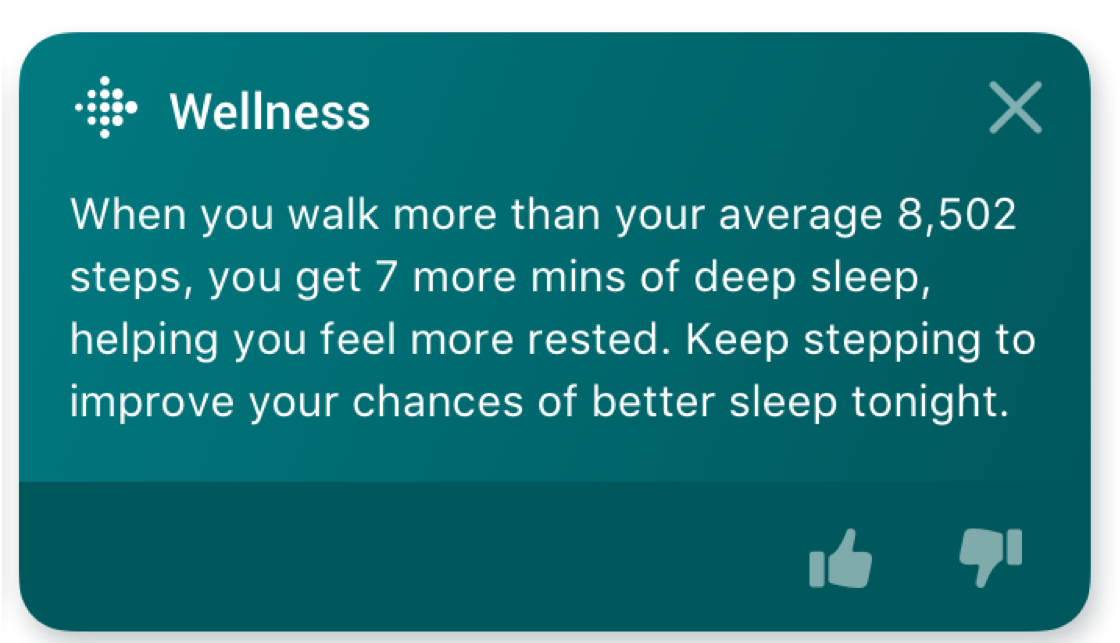 Wellness
When you walk more than your average 8,502
steps, you get 7 more mins of deep sleep,
helping you feel more rested. Keep stepping to
improve your chances of better sleep tonight.